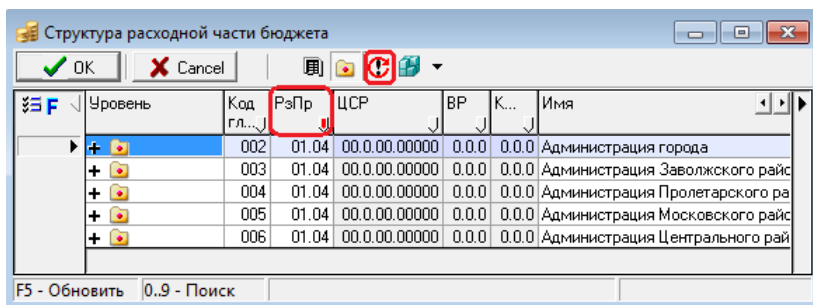 Структура расходной части бюджета
OK Cancel
F Уровень Код гл... РзПр ЦСР ВР К... Имя
002 01.04 00.0.00.00000 0.0.0 0.0.0 Администрация города
003 01.04 00.0.00.00000 0.0.0 0.0.0 Администрация Заволжского райс
004 01.04 00.0.00.00000 0.0.0 0.0.0 Администрация Пролетарского ра
005 01.04 00.0.00.00000 0.0.0 0.0.0 Администрация Московского райс
006 01.04 00.0.00.00000 0.0.0 0.0.0 Администрация Центрального рай
F5 - Обновить 0..9 - Поиск